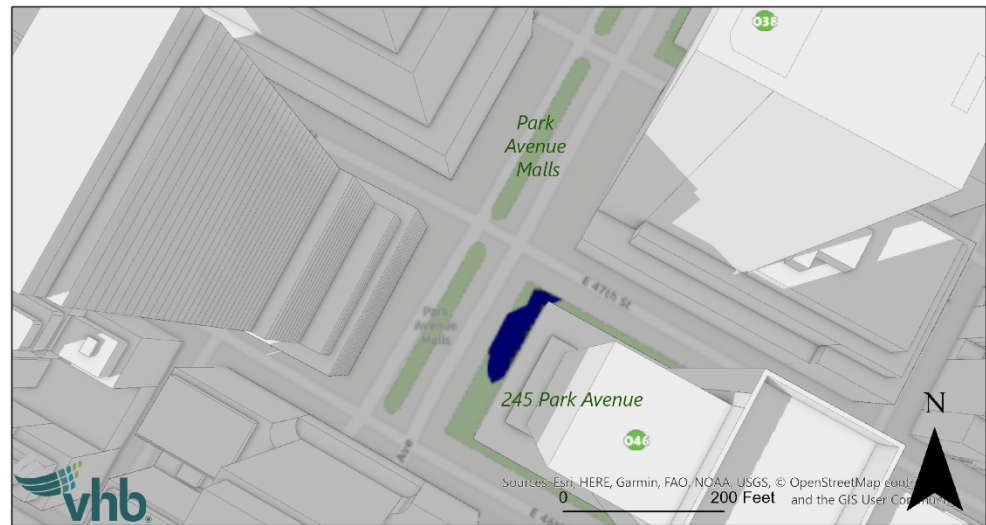 038
Park
Avenue
Malls
E 47th St
Park
Avenue
Malls
245 Park Avenue
Ave
046
N
vhb.
Sources: Esri, HERE, Garmin, FAO, NOAA, USGS, © OpenStreetMap
0 200 Feet and the GIS User
E 46th